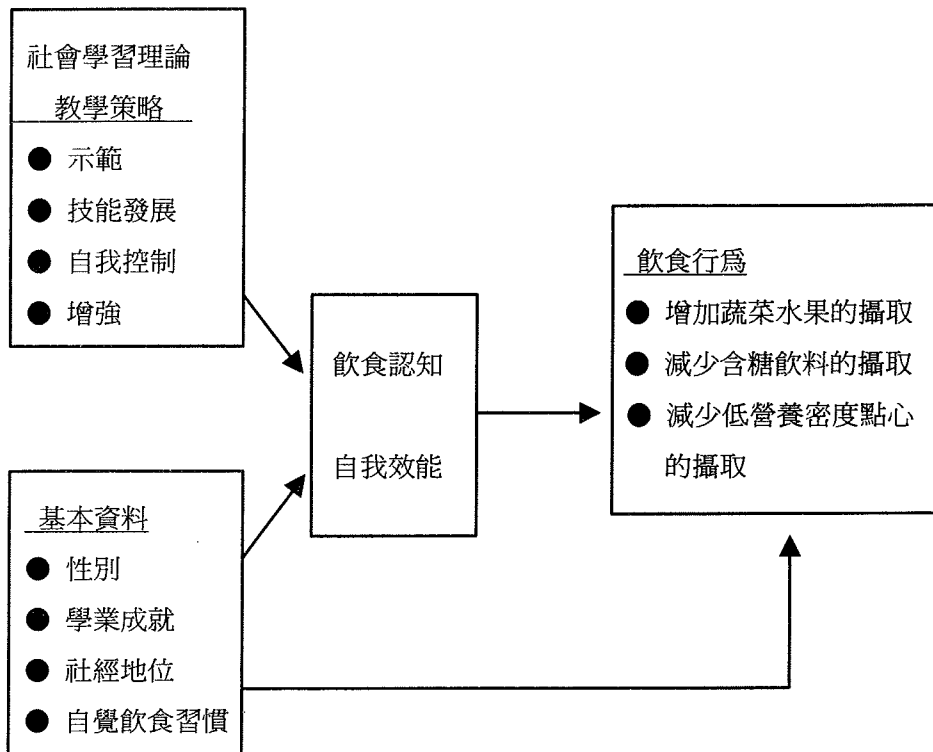 社會學習理論
教學策略
● 示範
● 技能發展
● 自我控制
● 增強
飲食認知
自我效能
基本資料
● 性別
● 學業成就
● 社經地位
● 自覺飲食習慣
飲食行為
● 增加蔬菜水果的攝取
● 減少含糖飲料的攝取
● 減少低營養密度點心
的攝取